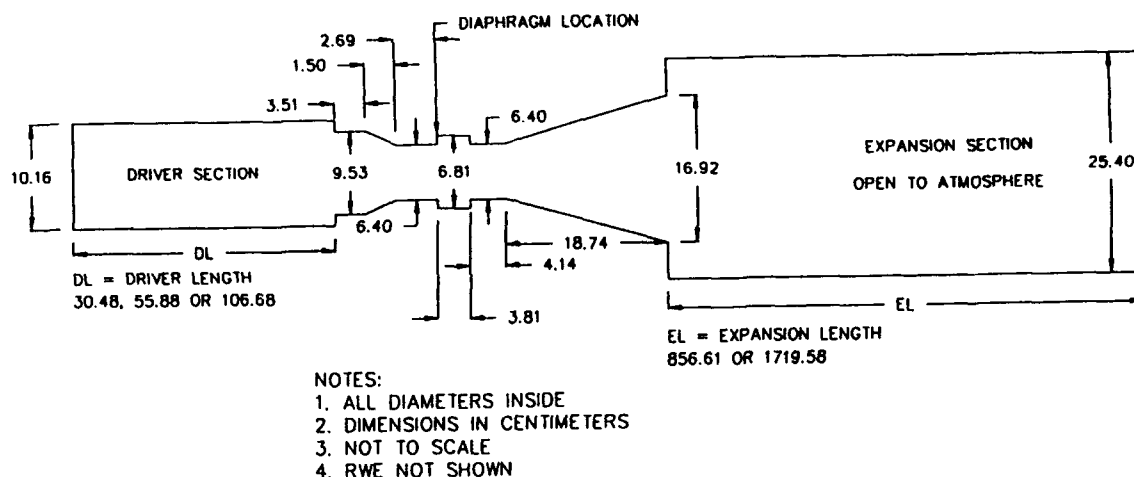 DIAPHRAGM LOCATION
2.69
1.50
3.51
6.40
10.16
DRIVER SECTION
9.53
6.81
16.92
EXPANSION SECTION
OPEN TO ATMOSPHERE
25.40
6.40
DL
18.74
4.14
3.81
DL = DRIVER LENGTH
30.48, 55.88 OR 106.68
EL
EL = EXPANSION LENGTH
856.61 OR 1719.58
NOTES:
1. ALL DIAMETERS INSIDE
2. DIMENSIONS IN CENTIMETERS
3. NOT TO SCALE
4. RWE NOT SHOWN